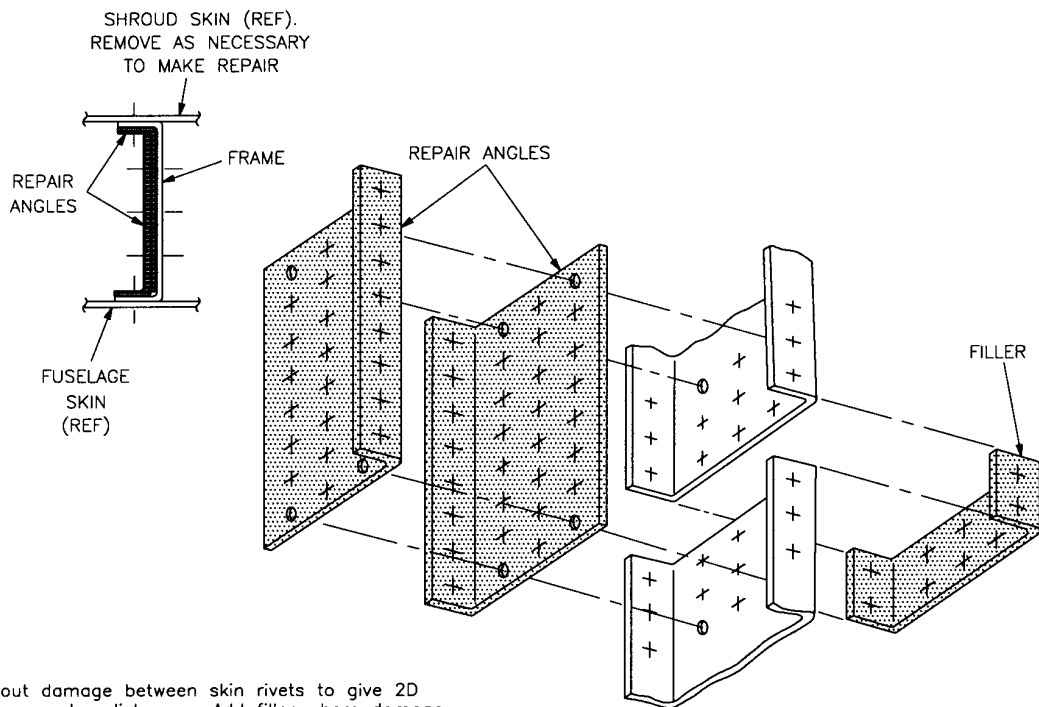 SHROUD SKIN (REF).
REMOVE AS NECESSARY
TO MAKE REPAIR
REPAIR ANGLES
FRAME
REPAIR
ANGLES
FILLER
FUSELAGE
SKIN
(REF)
out damage between skin rivets to give 2D